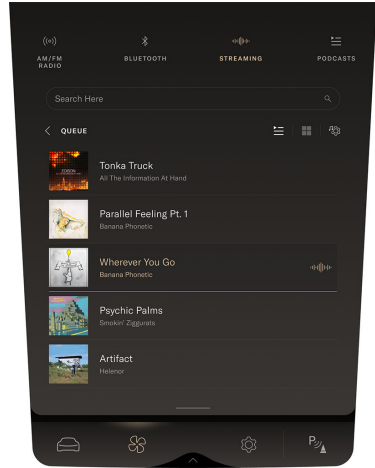 AM/FM
RADIO
BLUETOOTH
STREAMING
PODCASTS
Search Here
QUEUE
Tonka Truck
All The Information At Hand
Parallel Feeling Pt. 1
Banana Phonetic
Wherever You Go
Banana Phonetic
Psychic Palms
Smokin' Ziggurats
Artifact
Helenor
P